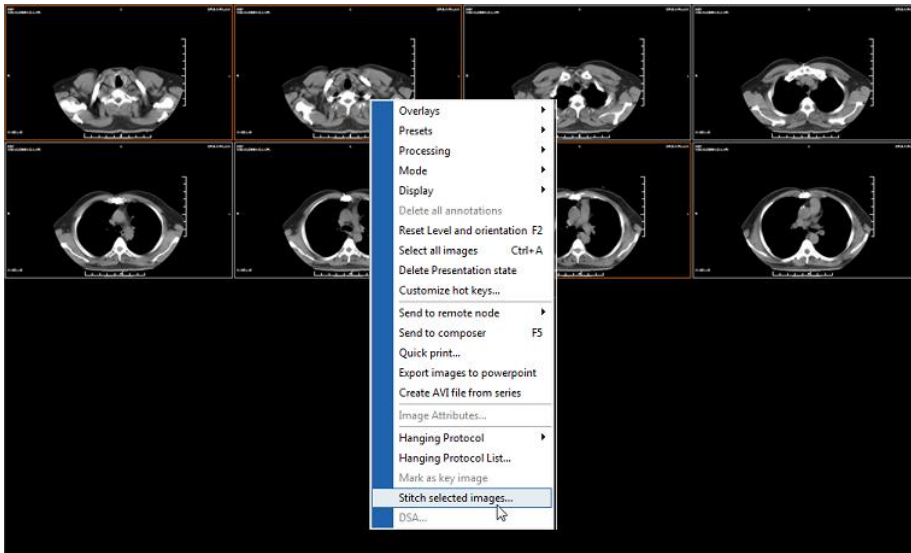 Overlays
Presets
Processing
Mode
Display
Delete all annotations
Reset Level and orientation F2
Select all images Ctrl+A
Delete Presentation state
Customize hot keys...
Send to remote node
Send to composer F5
Quick print...
Export images to powerpoint
Create AVI file from series
Image Attributes...
Hanging Protocol
Hanging Protocol List...
Mark as key image
Stitch selected images...
DSA...